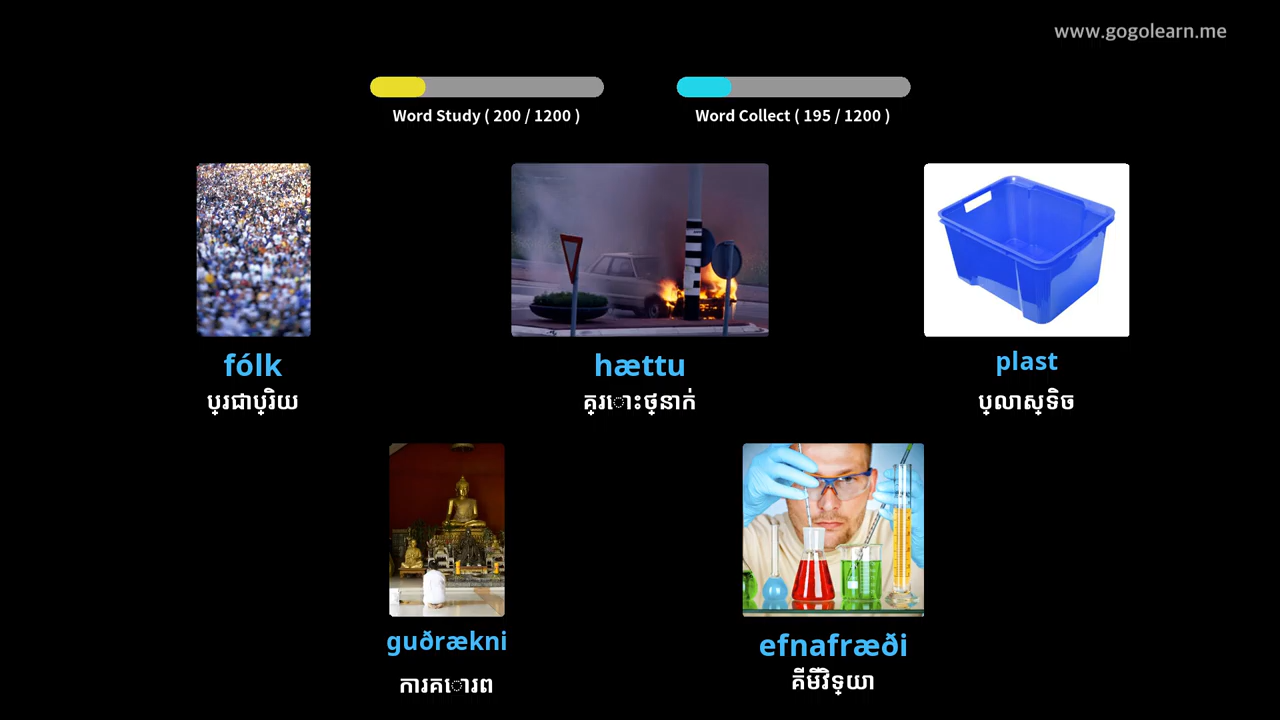 www.gogolearn.me
Word Study ( 200 / 1200 )
Word Collect ( 195 / 1200 )
fólk
ប្រជាប្រិយ
hættu
គ្រោះថ្នាក់
plast
ប្លាស្ទិច
guðrækni
ការគោរព
efnafræði
គីមីវិទ្យា